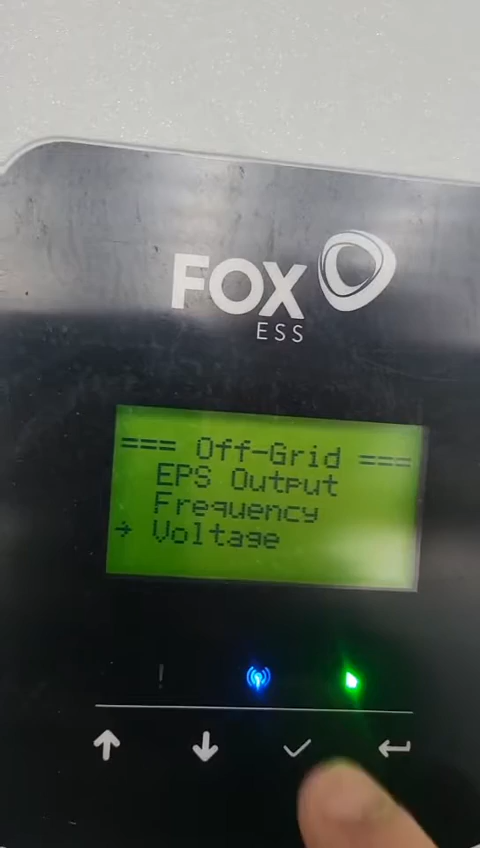 FOX
ESS
=== Off-Grid ===
EPS Output
Frequency
→ Voltage